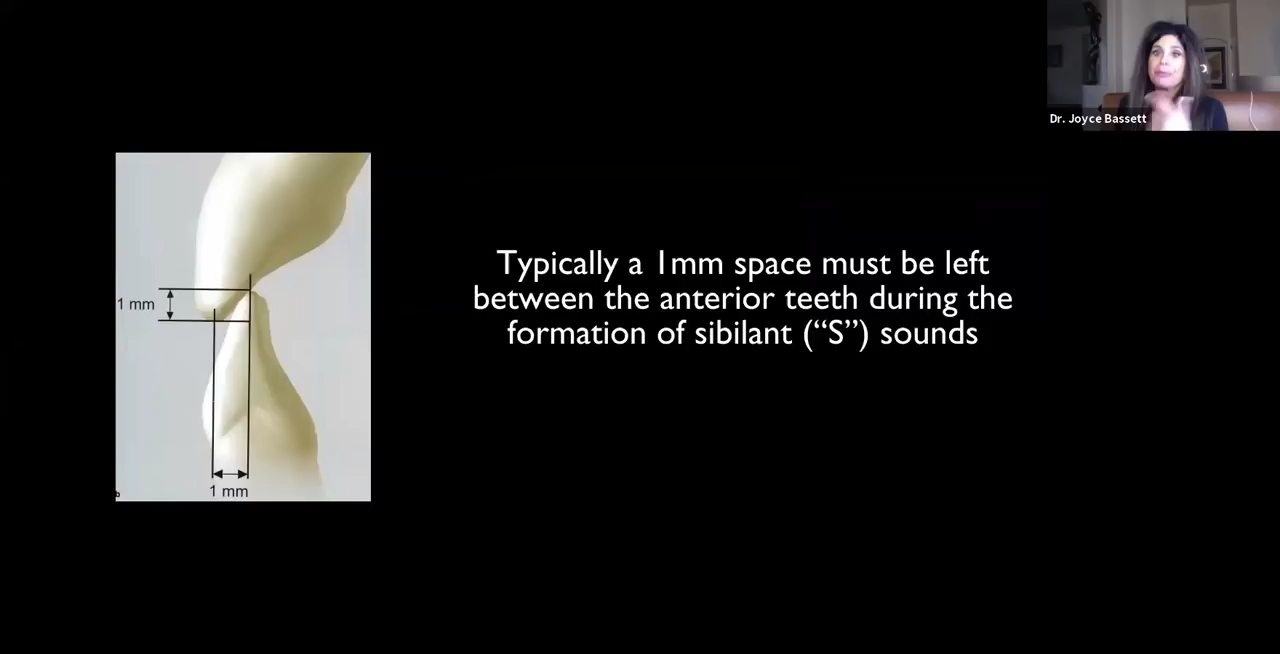 Dr. Joyce Bassett
Typically a 1mm space must be left
between the anterior teeth during the
formation of sibilant (“S”) sounds
1 mm
1 mm